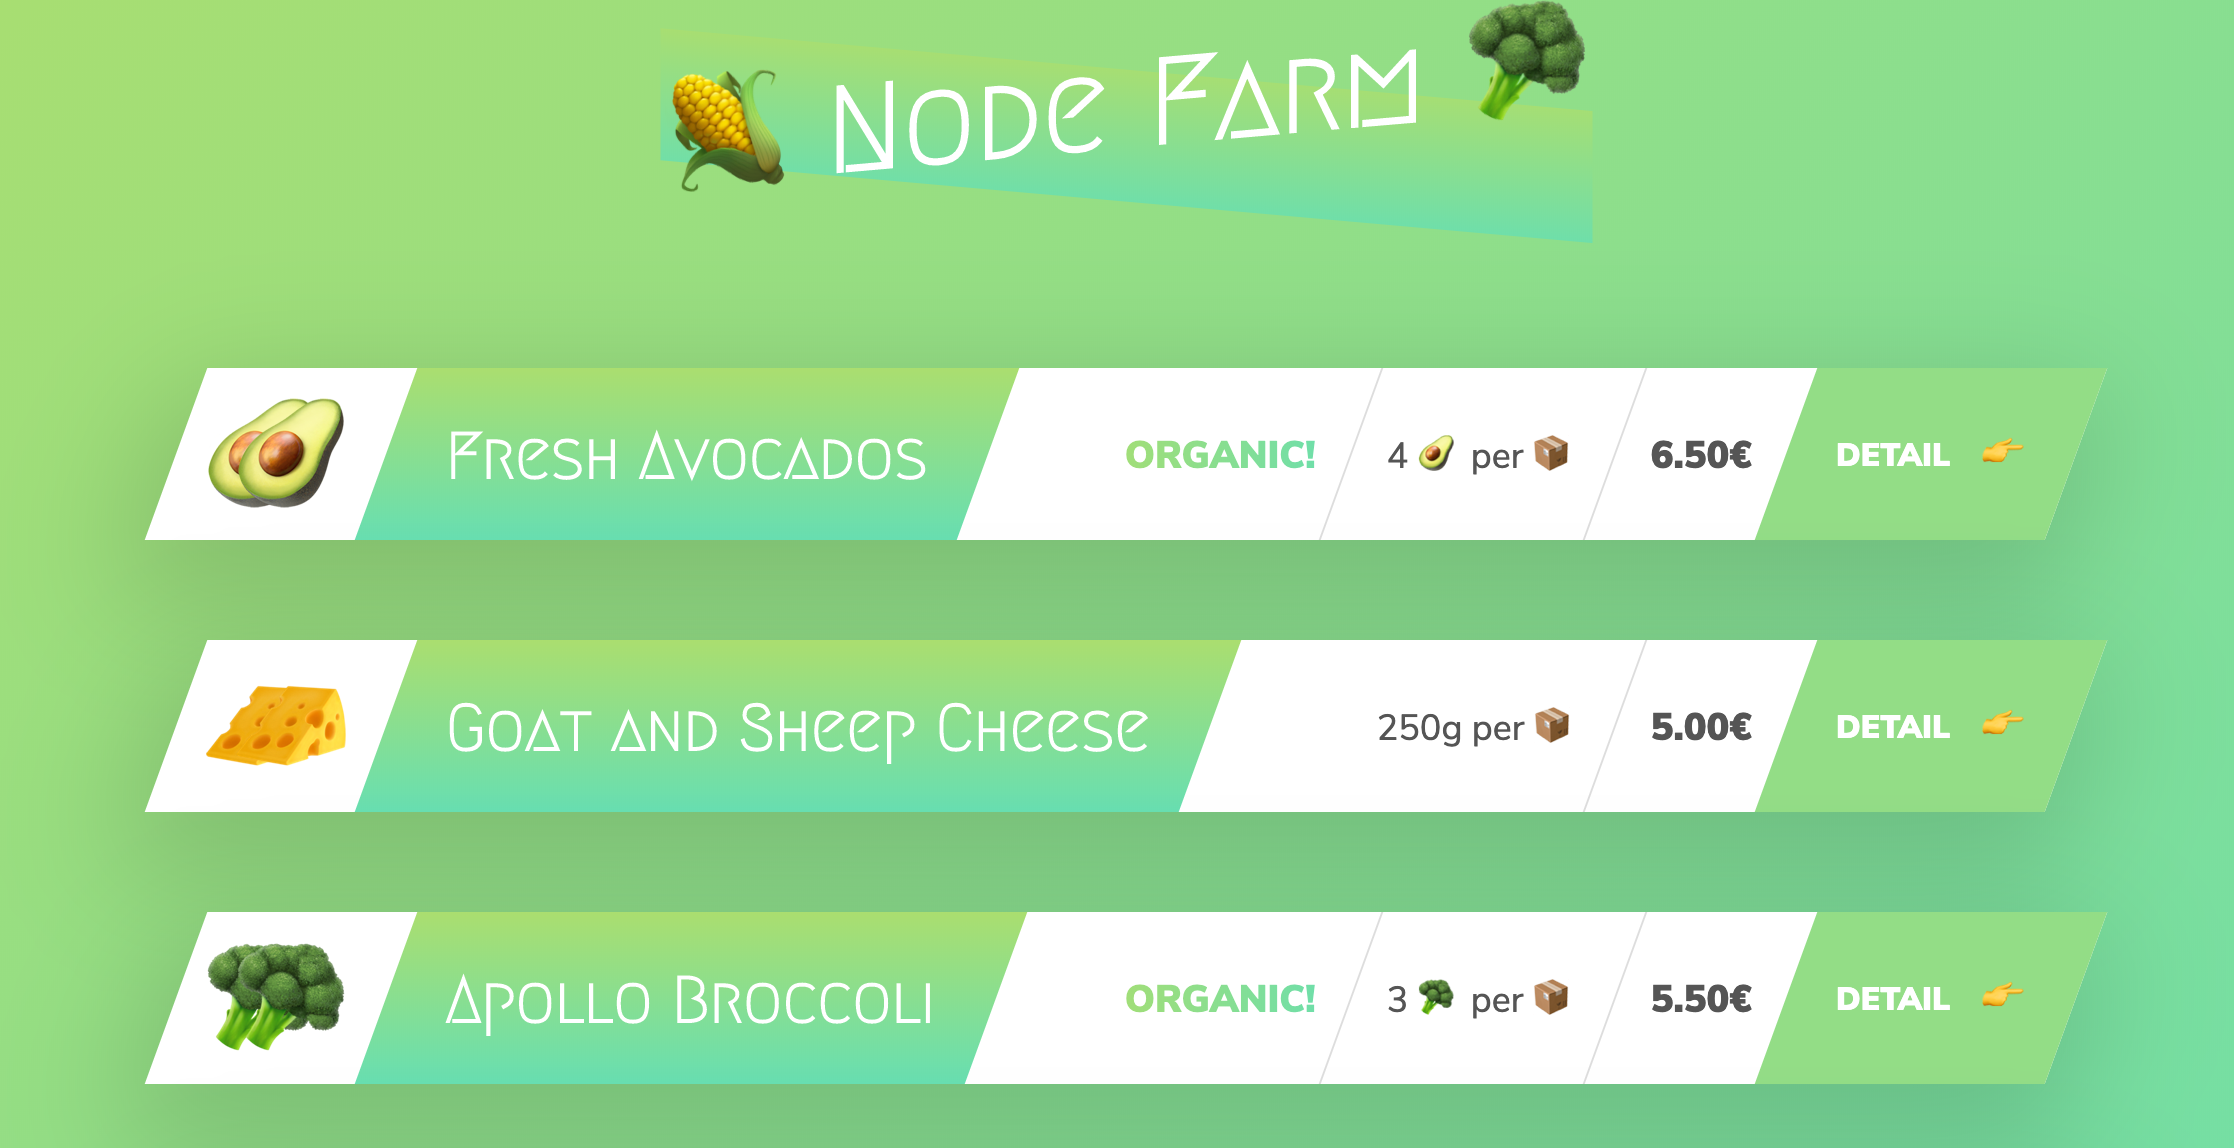 🌽 Node Farm 🥦
Fresh Avocados ORGANIC! 4 🥑 per 📦 6.50€ DETAIL 👉
Goat and Sheep Cheese 250g per 📦 5.00€ DETAIL 👉
Apollo Broccoli ORGANIC! 3 🥦 per 📦 5.50€ DETAIL 👉